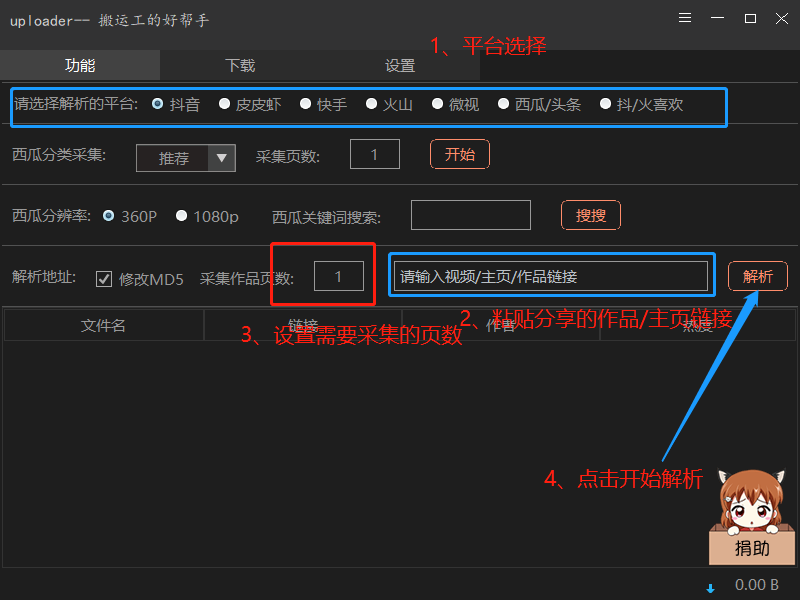 uploader-- 搬运工的好帮手
1、平台选择
功能 下载 设置
请选择解析的平台: 抖音 皮皮虾 快手 火山 微视 西瓜/头条 抖/火喜欢
西瓜分类采集: 推荐 采集页数: 1 开始
西瓜分辨率: 360P 1080p 西瓜关键词搜索: 搜搜
解析地址: 修改MD5 采集作品页数: 1 请输入视频/主页/作品链接 解析
2、粘贴分享的作品/主页链接
文件名 链接 作者 热度
3、设置需要采集的页数
4、点击开始解析
捐助
0.00 B